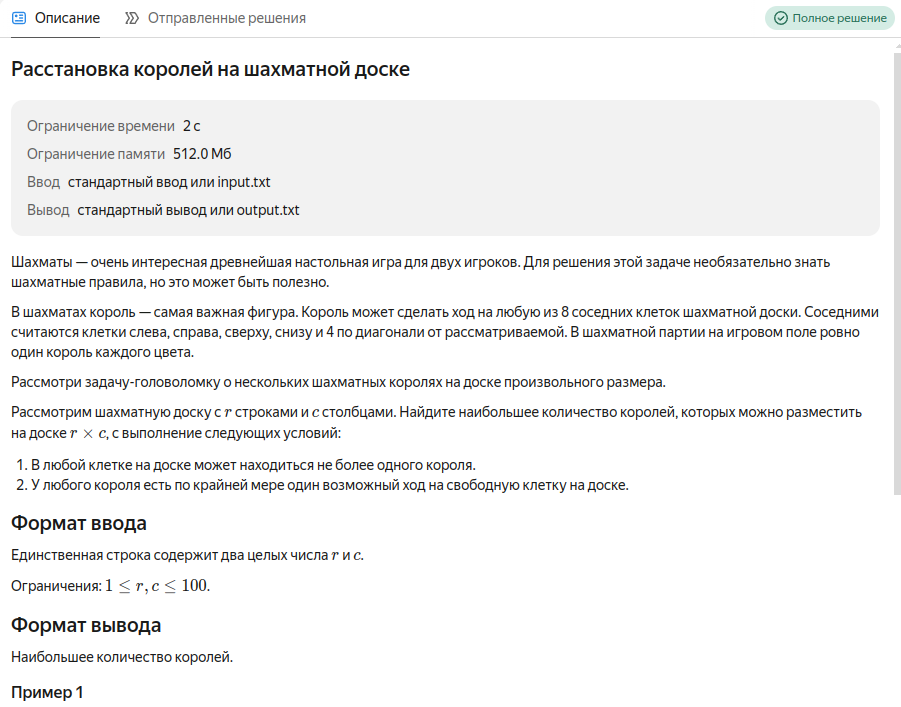 Описание Отправленные решения Полное решение
Расстановка королей на шахматной доске
Ограничение времени 2 с
Ограничение памяти 512.0 Мб
Ввод стандартный ввод или input.txt
Вывод стандартный вывод или output.txt
Шахматы — очень интересная древнейшая настольная игра для двух игроков. Для решения этой задаче необязательно знать
шахматные правила, но это может быть полезно.
В шахматах король — самая важная фигура. Король может сделать ход на любую из 8 соседних клеток шахматной доски. Соседними
считаются клетки слева, справа, сверху, снизу и 4 по диагонали от рассматриваемой. В шахматной партии на игровом поле ровно
один король каждого цвета.
Рассмотри задачу-головоломку о нескольких шахматных королях на доске произвольного размера.
Рассмотрим шахматную доску с r строками и c столбцами. Найдите наибольшее количество королей, которых можно разместить
на доске r × c, с выполнение следующих условий:
1. В любой клетке на доске может находиться не более одного короля.
2. У любого короля есть по крайней мере один возможный ход на свободную клетку на доске.
Формат ввода
Единственная строка содержит два целых числа r и c.
Ограничения: 1 ≤ r, c ≤ 100.
Формат вывода
Наибольшее количество королей.
Пример 1